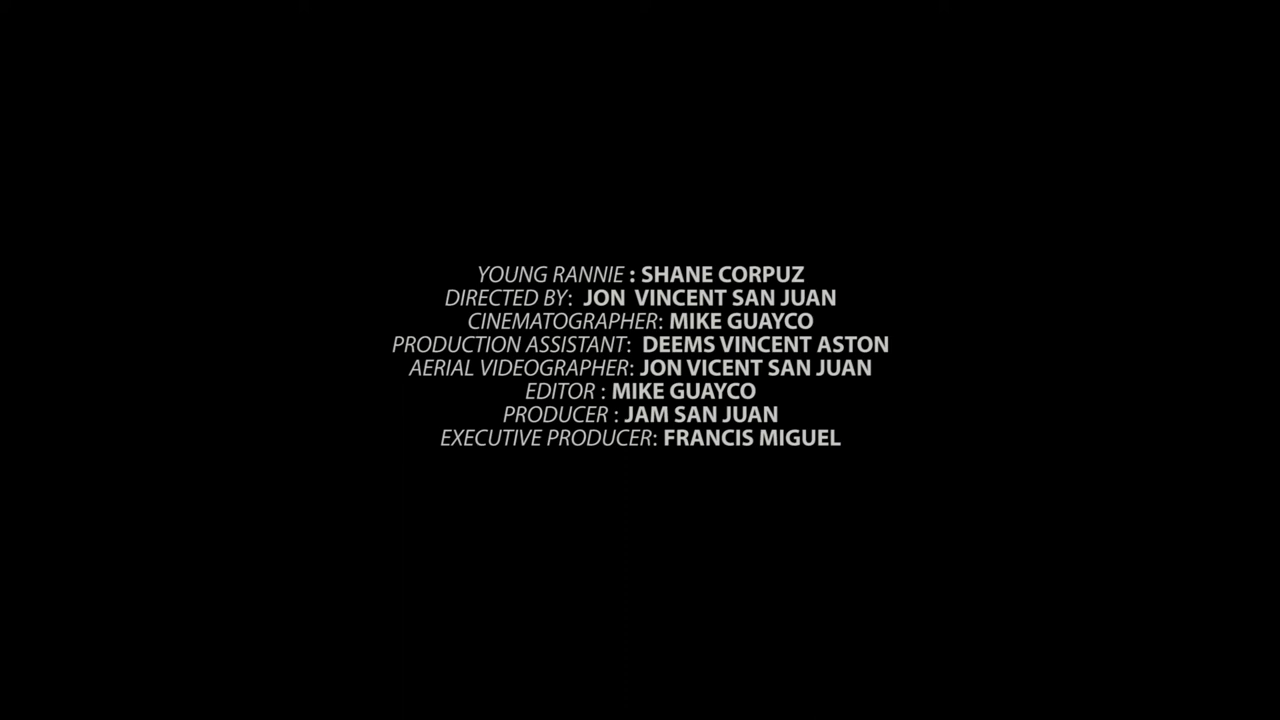 YOUNG RANNIE : SHANE CORPUZ
DIRECTED BY:  JON  VINCENT SAN JUAN
CINEMATOGRAPHER: MIKE GUAYCO
PRODUCTION ASSISTANT:  DEEMS VINCENT ASTON
AERIAL VIDEOGRAPHER: JON VICENT SAN JUAN
EDITOR : MIKE GUAYCO
PRODUCER : JAM SAN JUAN
EXECUTIVE PRODUCER: FRANCIS MIGUEL